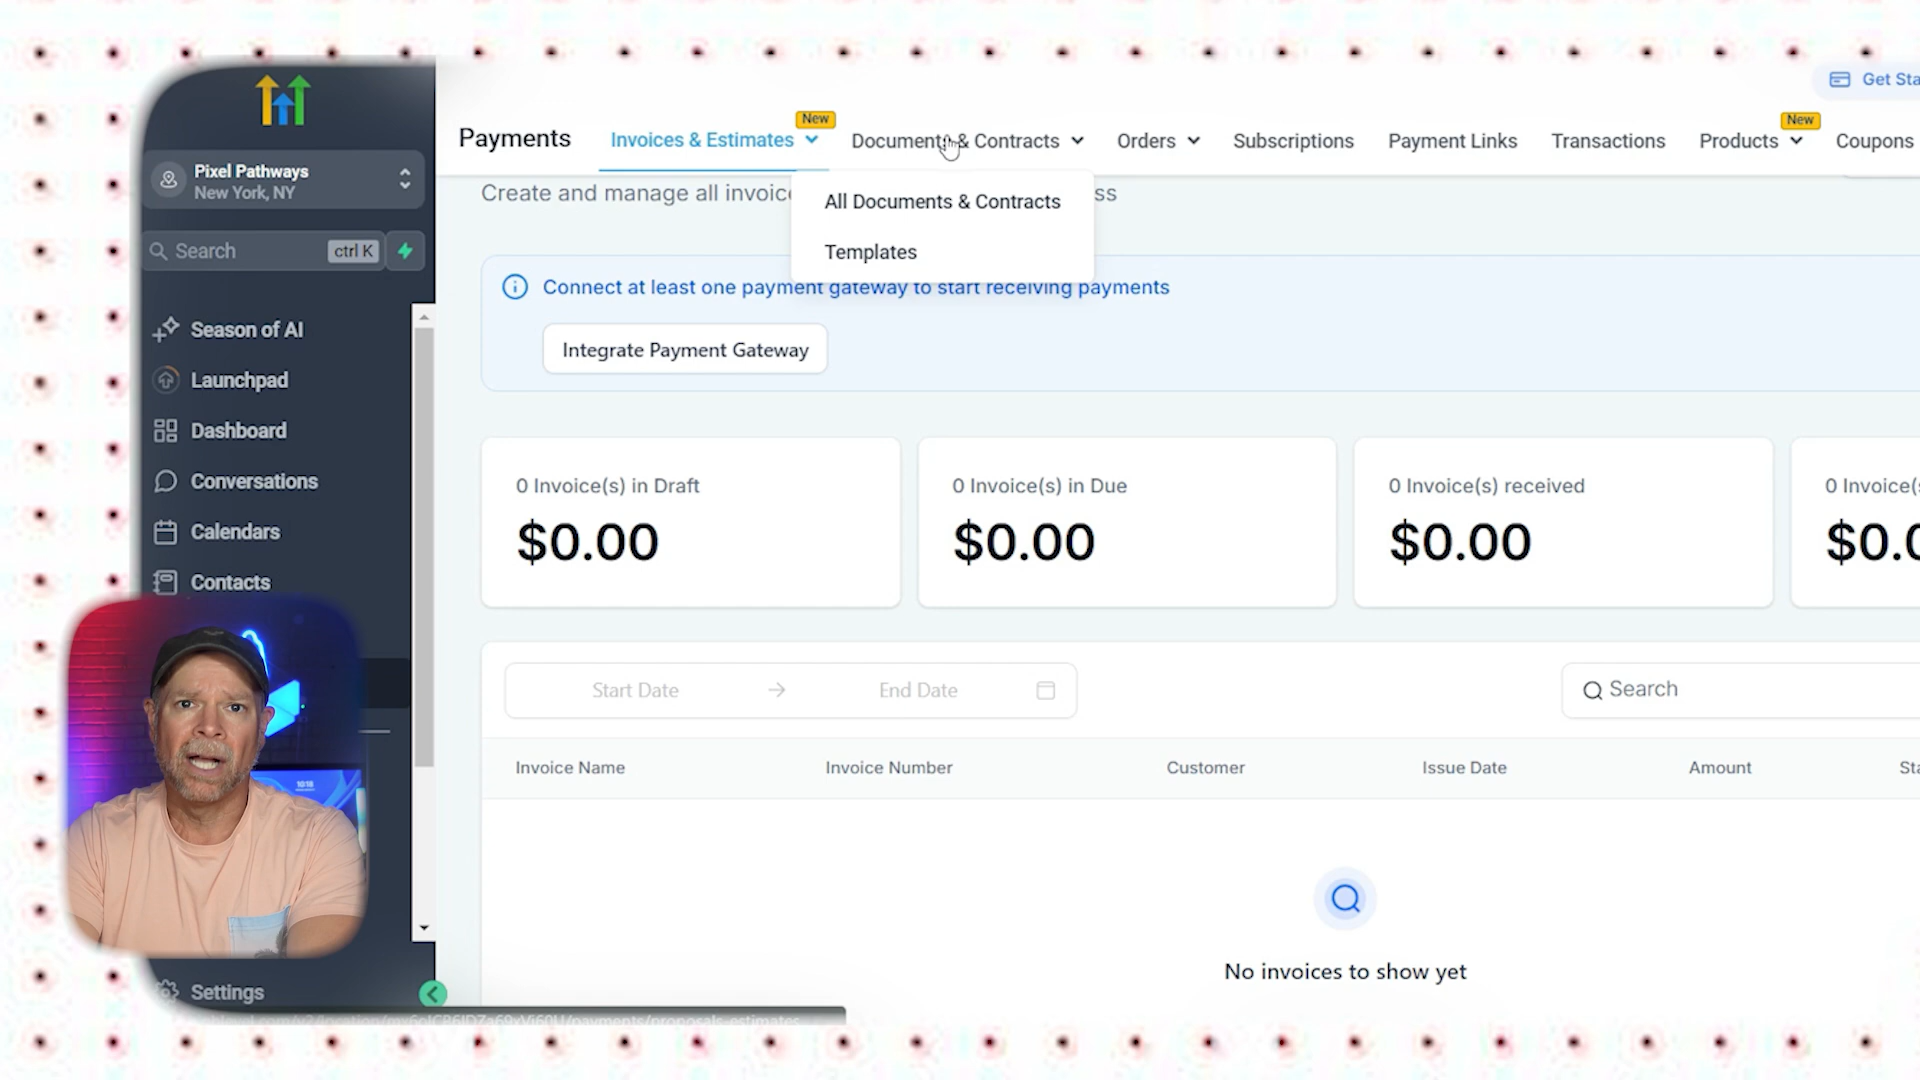 Get Sta
Payments
Invoices & Estimates
New
Documents & Contracts
Orders
Subscriptions
Payment Links
Transactions
Products
New
Coupons
Pixel Pathways
New York, NY
Search
ctrl K
Season of AI
Launchpad
Dashboard
Conversations
Calendars
Contacts
Settings
Create and manage all invoic
ss
All Documents & Contracts
Templates
Connect at least one payment gateway to start receiving payments
Integrate Payment Gateway
0 Invoice(s) in Draft
$0.00
0 Invoice(s) in Due
$0.00
0 Invoice(s) received
$0.00
0 Invoice(s
$0.0
Start Date
End Date
Search
Invoice Name
Invoice Number
Customer
Issue Date
Amount
Sta
No invoices to show yet